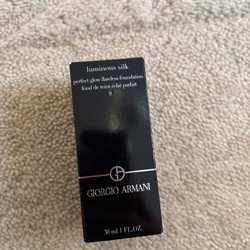 luminous silk
perfect glow flawless foundation
fond de teint éclat parfait
9
GIORGIO ARMANI
30 ml 1 FL.OZ.